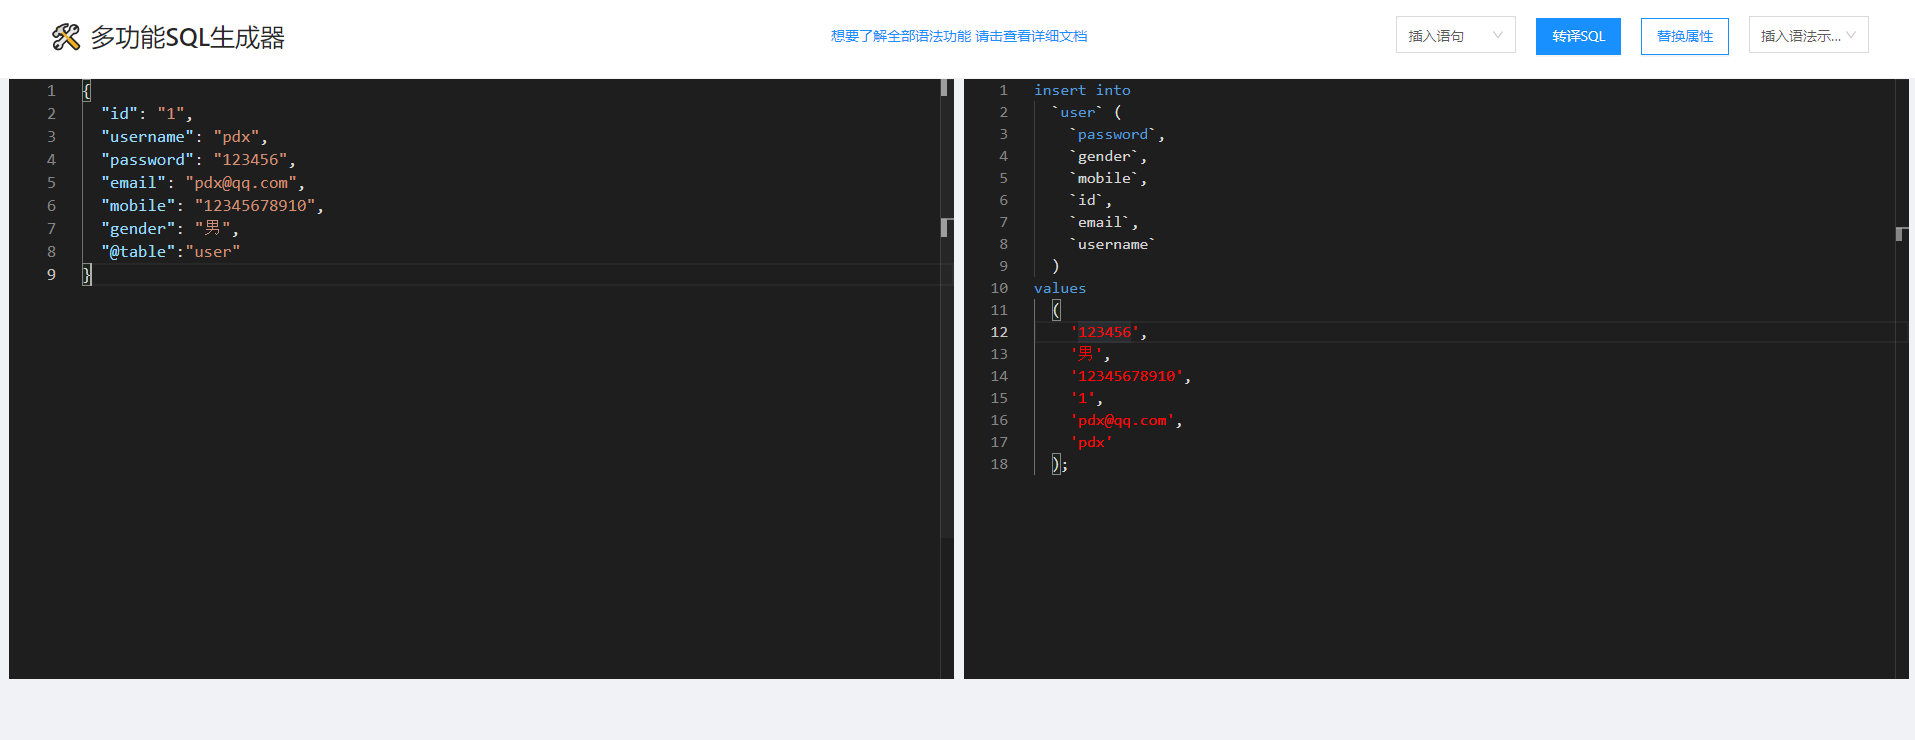 多功能SQL生成器
想要了解全部语法功能 请击查看详细文档
插入语句
转译SQL
替换属性
插入语法示...
1 {
2 "id": "1",
3 "username": "pdx",
4 "password": "123456",
5 "email": "pdx@qq.com",
6 "mobile": "12345678910",
7 "gender": "男",
8 "@table":"user"
9 }
1 insert into
2 `user` (
3 `password`,
4 `gender`,
5 `mobile`,
6 `id`,
7 `email`,
8 `username`
9 )
10 values
11 (
12 '123456',
13 '男',
14 '12345678910',
15 '1',
16 'pdx@qq.com',
17 'pdx'
18 );